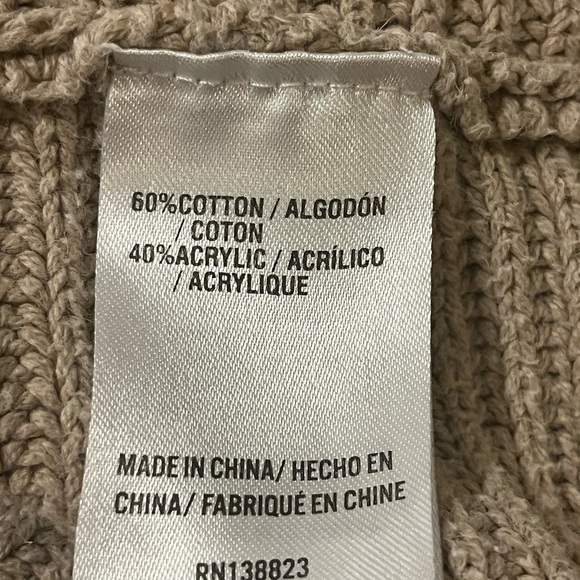 60%COTTON / ALGODÓN
/ COTON
40%ACRYLIC / ACRÍLICO
/ ACRYLIQUE
MADE IN CHINA/ HECHO EN
CHINA/ FABRIQUÉ EN CHINE
RN138823